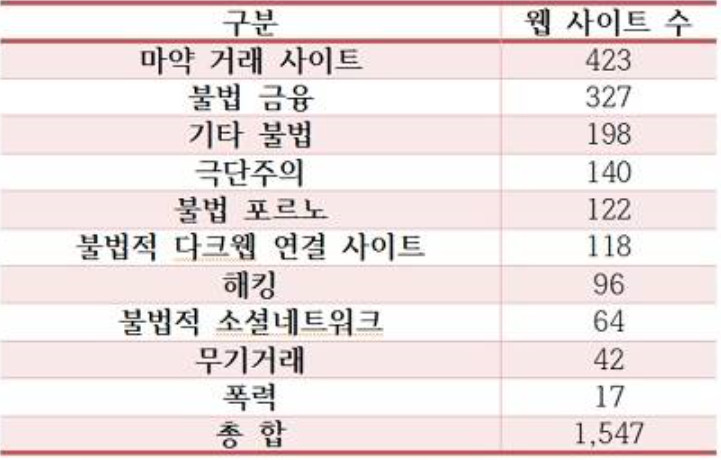 구분 웹 사이트 수
마약 거래 사이트 423
불법 금융 327
기타 불법 198
극단주의 140
불법 포르노 122
불법적 다크웹 연결 사이트 118
해킹 96
불법적 소셜네트워크 64
무기거래 42
폭력 17
총 합 1,547